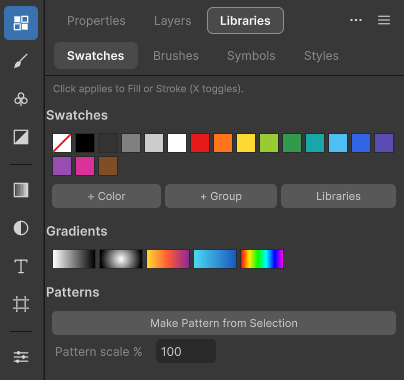 Properties Layers Libraries
Swatches Brushes Symbols Styles
Click applies to Fill or Stroke (X toggles).
Swatches
+ Color + Group Libraries
Gradients
Patterns
Make Pattern from Selection
Pattern scale % 100